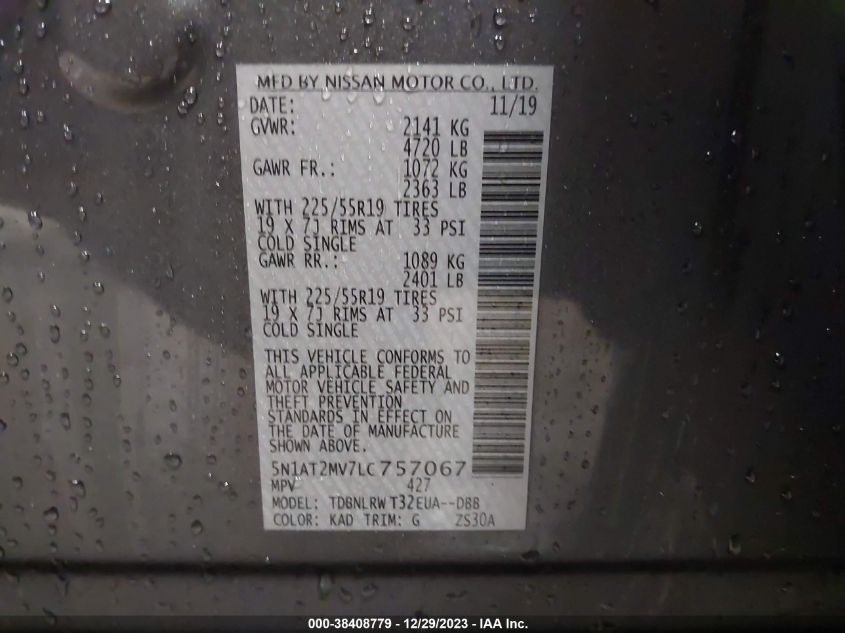 MFD BY NISSAN MOTOR CO., LTD.
DATE: 11/19
GVWR: 2141 KG
4720 LB
GAWR FR.: 1072 KG
2363 LB
WITH 225/55R19 TIRES
19 X 7J RIMS AT 33 PSI
COLD SINGLE
GAWR RR.: 1089 KG
2401 LB
WITH 225/55R19 TIRES
19 X 7J RIMS AT 33 PSI
COLD SINGLE
THIS VEHICLE CONFORMS TO
ALL APPLICABLE FEDERAL
MOTOR VEHICLE SAFETY AND
THEFT PREVENTION
STANDARDS IN EFFECT ON
THE DATE OF MANUFACTURE
SHOWN ABOVE.
5N1AT2MV7LC757067
MPV 427
MODEL: TDBNLRW T32EUA--DBB
COLOR: KAD TRIM: G ZS30A
000-38408779 - 12/29/2023 - IAA Inc.